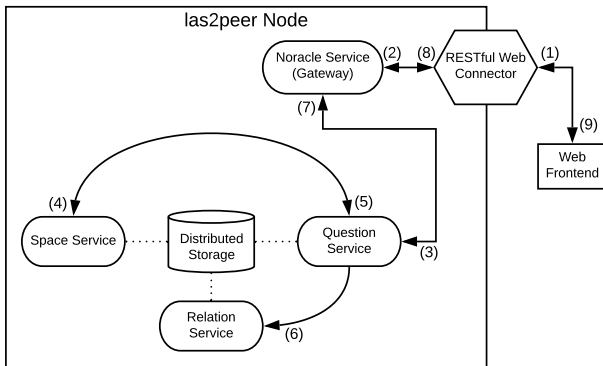 las2peer Node
Noracle Service
(Gateway)
(2)
(8)
RESTful Web
Connector
(1)
(7)
(9)
Web
Frontend
(4)
(5)
Space Service
Distributed
Storage
Question
Service
(3)
Relation
Service
(6)